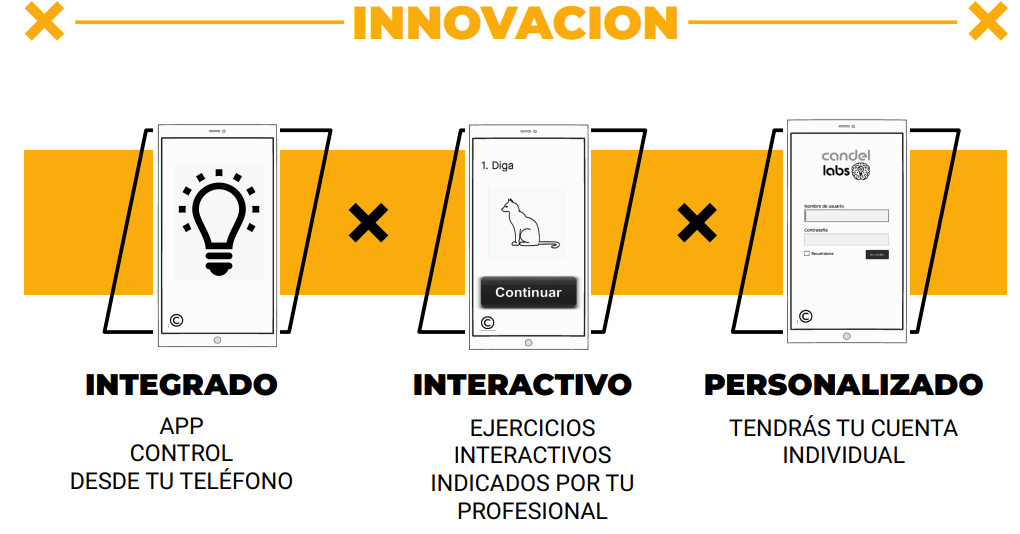 INNOVACION
1. Diga
Continuar
©
©
©
candel
labs
Nombre de usuario
Contraseña
Recuérdame
Acceder
INTEGRADO
APP
CONTROL
DESDE TU TELÉFONO
INTERACTIVO
EJERCICIOS
INTERACTIVOS
INDICADOS POR TU
PROFESIONAL
PERSONALIZADO
TENDRÁS TU CUENTA
INDIVIDUAL